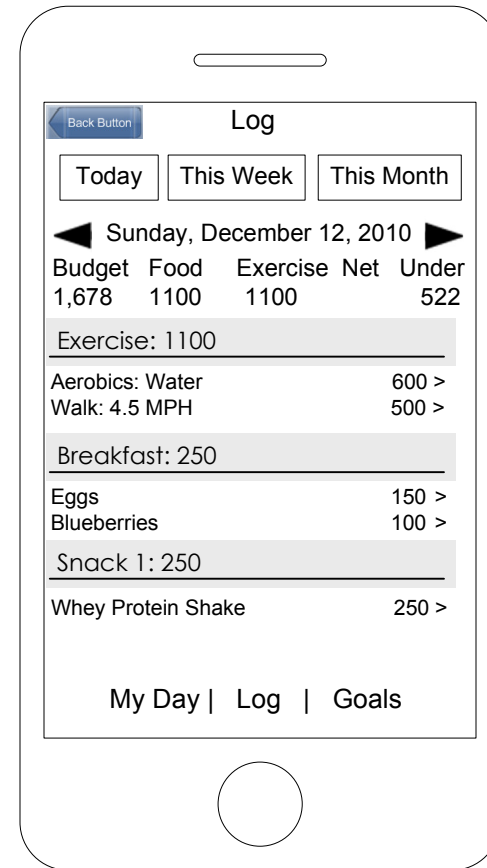 Back Button Log
Today This Week This Month
Sunday, December 12, 2010
Budget Food Exercise Net Under
1,678 1100 1100 522
Exercise: 1100
Aerobics: Water 600 >
Walk: 4.5 MPH 500 >
Breakfast: 250
Eggs 150 >
Blueberries 100 >
Snack 1: 250
Whey Protein Shake 250 >
My Day | Log | Goals